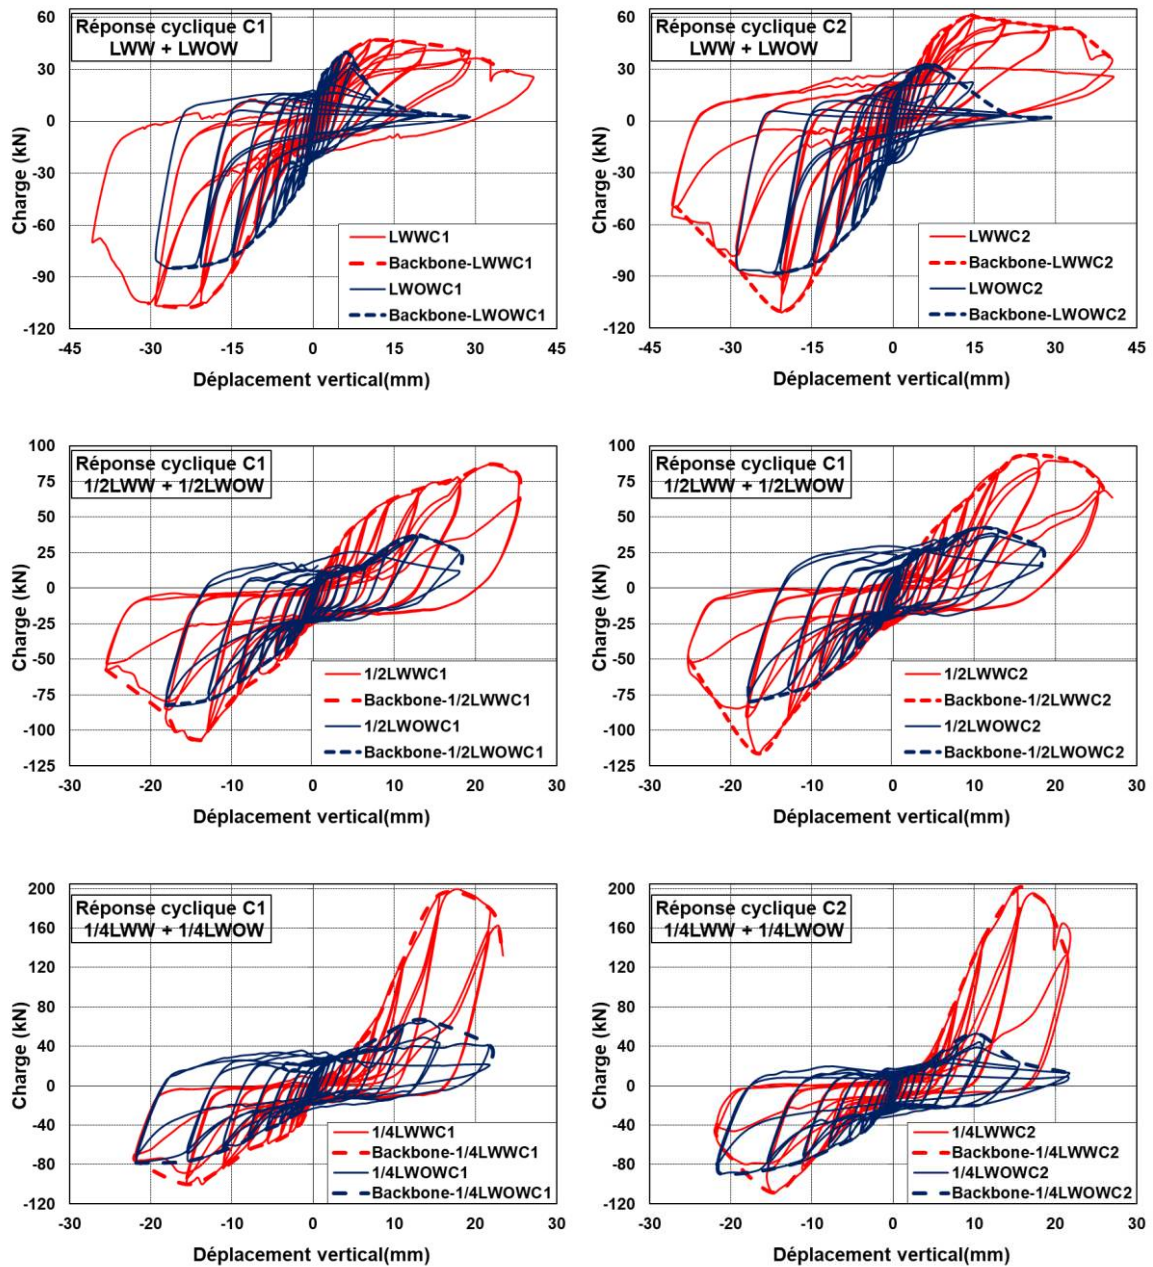 Réponse cyclique C1
LWW + LWOW
Charge (kN)
60
30
0
-30
-60
-90
-120
LWWC1
Backbone-LWWC1
LWOWC1
Backbone-LWOWC1
-45 -30 -15 0 15 30 45
Déplacement vertical(mm)
Réponse cyclique C2
LWW + LWOW
Charge (kN)
60
30
0
-30
-60
-90
-120
LWWC2
Backbone-LWWC2
LWOWC2
Backbone-LWOWC2
-45 -30 -15 0 15 30 45
Déplacement vertical(mm)
Réponse cyclique C1
1/2LWW + 1/2LWOW
Charge (kN)
100
75
50
25
0
-25
-50
-75
-100
-125
1/2LWWC1
Backbone-1/2LWWC1
1/2LWOWC1
Backbone-1/2LWOWC1
-30 -20 -10 0 10 20 30
Déplacement vertical(mm)
Réponse cyclique C1
1/2LWW + 1/2LWOW
Charge (kN)
100
75
50
25
0
-25
-50
-75
-100
-125
1/2LWWC2
Backbone-1/2LWWC2
1/2LWOWC2
Backbone-1/2LWOWC2
-30 -20 -10 0 10 20 30
Déplacement vertical(mm)
Réponse cyclique C1
1/4LWW + 1/4LWOW
Charge (kN)
200
160
120
80
40
0
-40
-80
-120
1/4LWWC1
Backbone-1/4LWWC1
1/4LWOWC1
Backbone-1/4LWOWC1
-30 -20 -10 0 10 20 30
Déplacement vertical(mm)
Réponse cyclique C2
1/4LWW + 1/4LWOW
Charge (kN)
200
160
120
80
40
0
-40
-80
-120
1/4LWWC2
Backbone-1/4LWWC2
1/4LWOWC2
Backbone-1/4LWOWC2
-30 -20 -10 0 10 20 30
Déplacement vertical(mm)